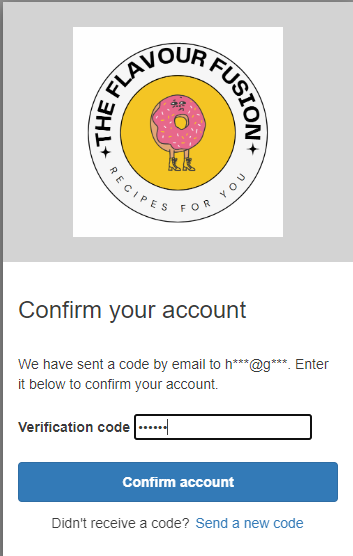 THE FLAVOUR FUSION
RECIPES FOR YOU
Confirm your account
We have sent a code by email to h***@g***. Enter
it below to confirm your account.
Verification code ••••••
Confirm account
Didn't receive a code? Send a new code